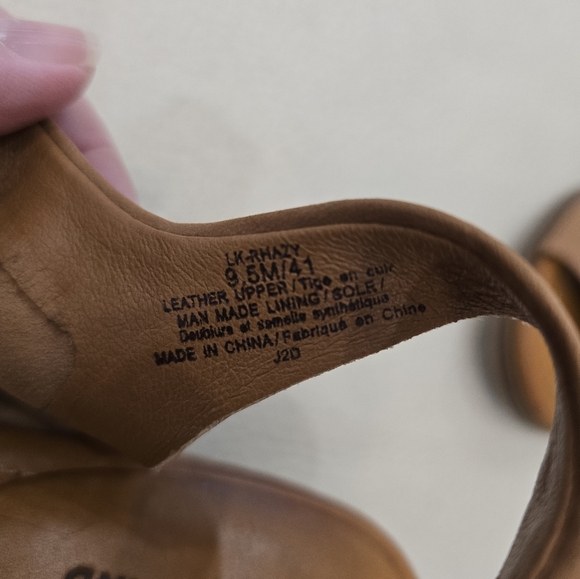 LK-RHAZY
9.5M/41
LEATHER UPPER/Tige en cuir
MAN MADE LINING/SOLE/
Doublure et semelle synthétique
MADE IN CHINA/Fabriqué en Chine
J2D